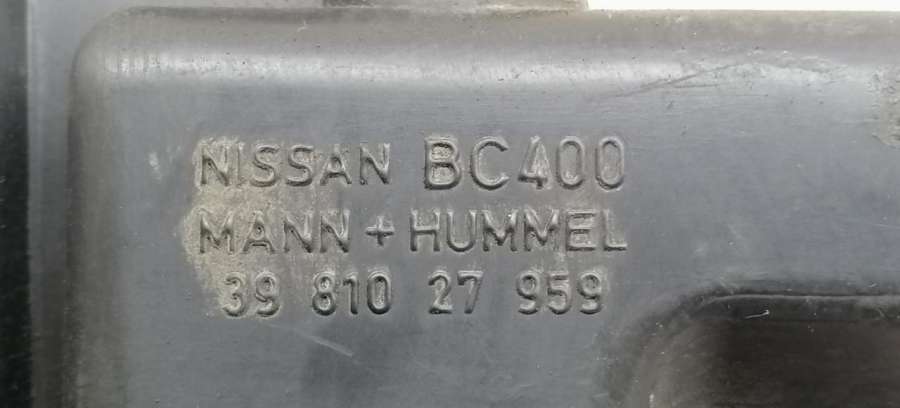 NISSAN BC400
MANN+HUMMEL
39 810 27 959